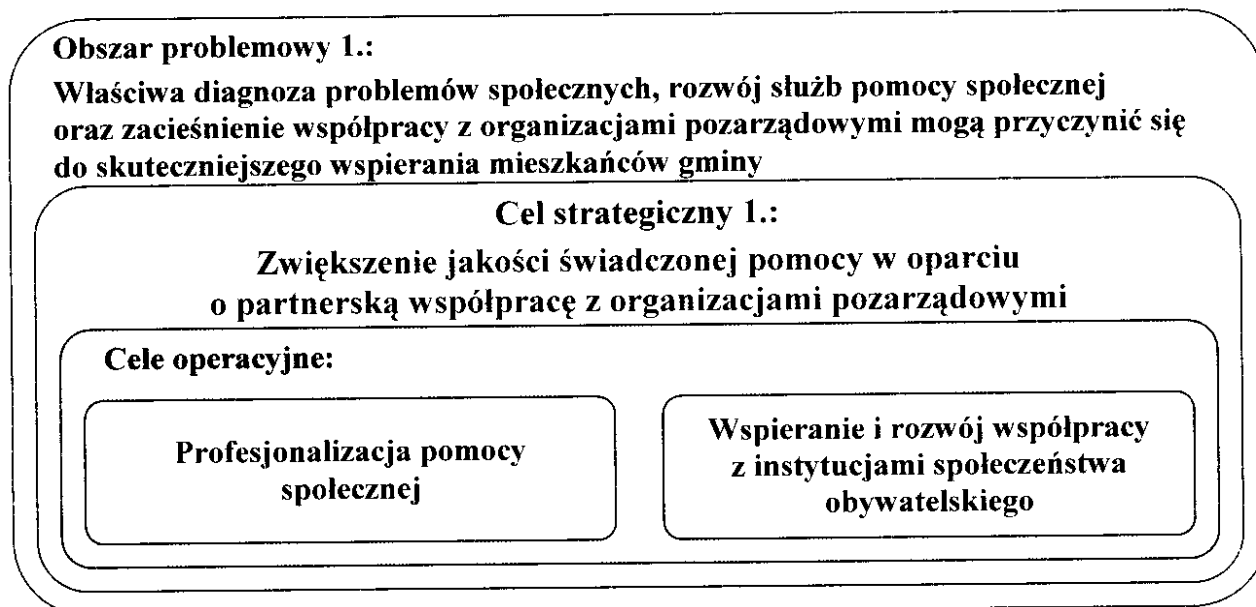 Obszar problemowy 1.:
Właściwa diagnoza problemów społecznych, rozwój służb pomocy społecznej
oraz zacieśnienie współpracy z organizacjami pozarządowymi mogą przyczynić się
do skuteczniejszego wspierania mieszkańców gminy
Cel strategiczny 1.:
Zwiększenie jakości świadczonej pomocy w oparciu
o partnerską współpracę z organizacjami pozarządowymi
Cele operacyjne:
Profesjonalizacja pomocy
społecznej
Wspieranie i rozwój współpracy
z instytucjami społeczeństwa
obywatelskiego